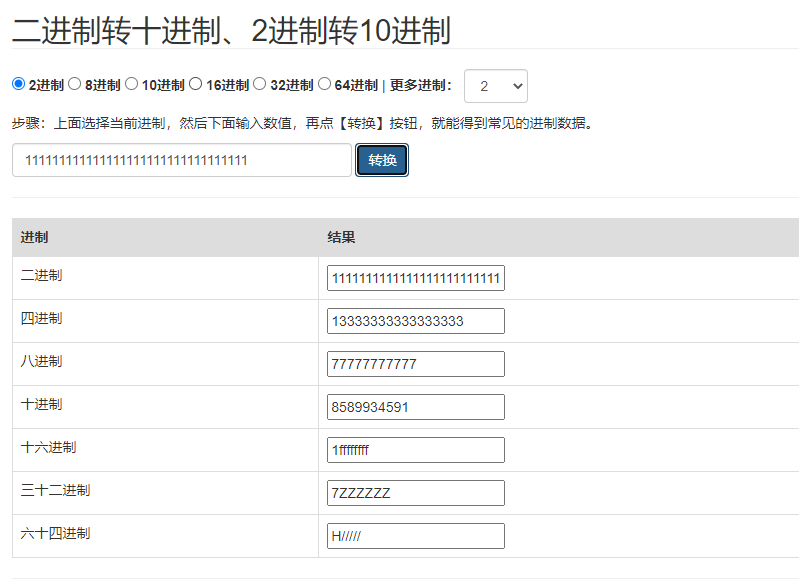 二进制转十进制、2进制转10进制
2进制 8进制 10进制 16进制 32进制 64进制 | 更多进制： 2
步骤：上面选择当前进制，然后下面输入数值，再点【转换】按钮，就能得到常见的进制数据。
111111111111111111111111111111111 转换
进制 结果
二进制 11111111111111111111111111
四进制 13333333333333333
八进制 77777777777
十进制 8589934591
十六进制 1ffffffff
三十二进制 7ZZZZZZ
六十四进制 H/////